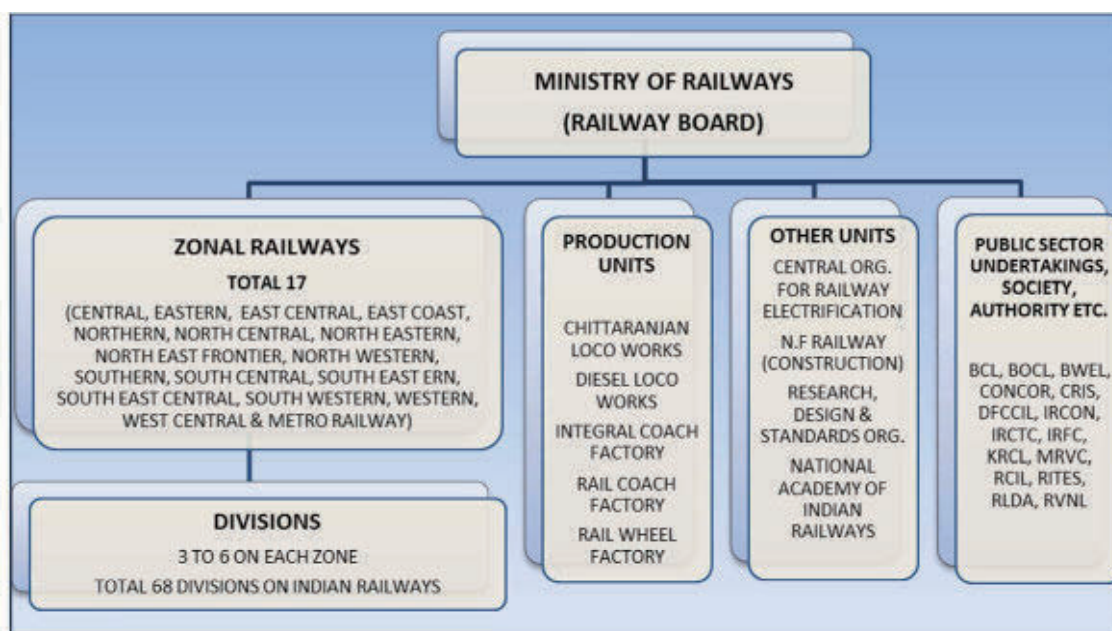 MINISTRY OF RAILWAYS
(RAILWAY BOARD)
ZONAL RAILWAYS
TOTAL 17
(CENTRAL, EASTERN, EAST CENTRAL, EAST COAST,
NORTHERN, NORTH CENTRAL, NORTH EASTERN,
NORTH EAST FRONTIER, NORTH WESTERN,
SOUTHERN, SOUTH CENTRAL, SOUTH EAST ERN,
SOUTH EAST CENTRAL, SOUTH WESTERN, WESTERN,
WEST CENTRAL & METRO RAILWAY)
DIVISIONS
3 TO 6 ON EACH ZONE
TOTAL 68 DIVISIONS ON INDIAN RAILWAYS
PRODUCTION
UNITS
CHITTARANJAN
LOCO WORKS
DIESEL LOCO
WORKS
INTEGRAL COACH
FACTORY
RAIL COACH
FACTORY
RAIL WHEEL
FACTORY
OTHER UNITS
CENTRAL ORG.
FOR RAILWAY
ELECTRIFICATION
N.F RAILWAY
(CONSTRUCTION)
RESEARCH,
DESIGN &
STANDARDS ORG.
NATIONAL
ACADEMY OF
INDIAN
RAILWAYS
PUBLIC SECTOR
UNDERTAKINGS,
SOCIETY,
AUTHORITY ETC.
BCL, BOCL, BWEL,
CONCOR, CRIS,
DFCCIL, IRCON,
IRCTC, IRFC,
KRCL, MRVC,
RCIL, RITES,
RLDA, RVNL